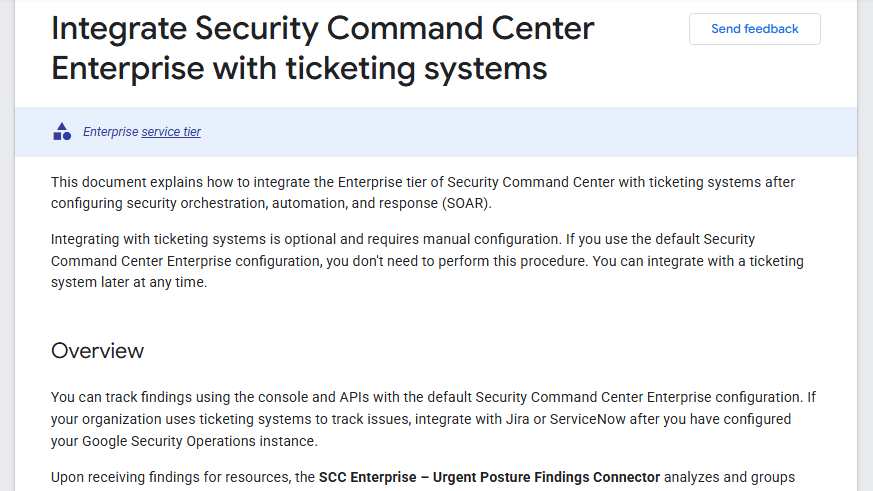 Integrate Security Command Center
Enterprise with ticketing systems
Send feedback
Enterprise service tier
This document explains how to integrate the Enterprise tier of Security Command Center with ticketing systems after
configuring security orchestration, automation, and response (SOAR).
Integrating with ticketing systems is optional and requires manual configuration. If you use the default Security
Command Center Enterprise configuration, you don't need to perform this procedure. You can integrate with a ticketing
system later at any time.
Overview
You can track findings using the console and APIs with the default Security Command Center Enterprise configuration. If
your organization uses ticketing systems to track issues, integrate with Jira or ServiceNow after you have configured
your Google Security Operations instance.
Upon receiving findings for resources, the SCC Enterprise – Urgent Posture Findings Connector analyzes and groups